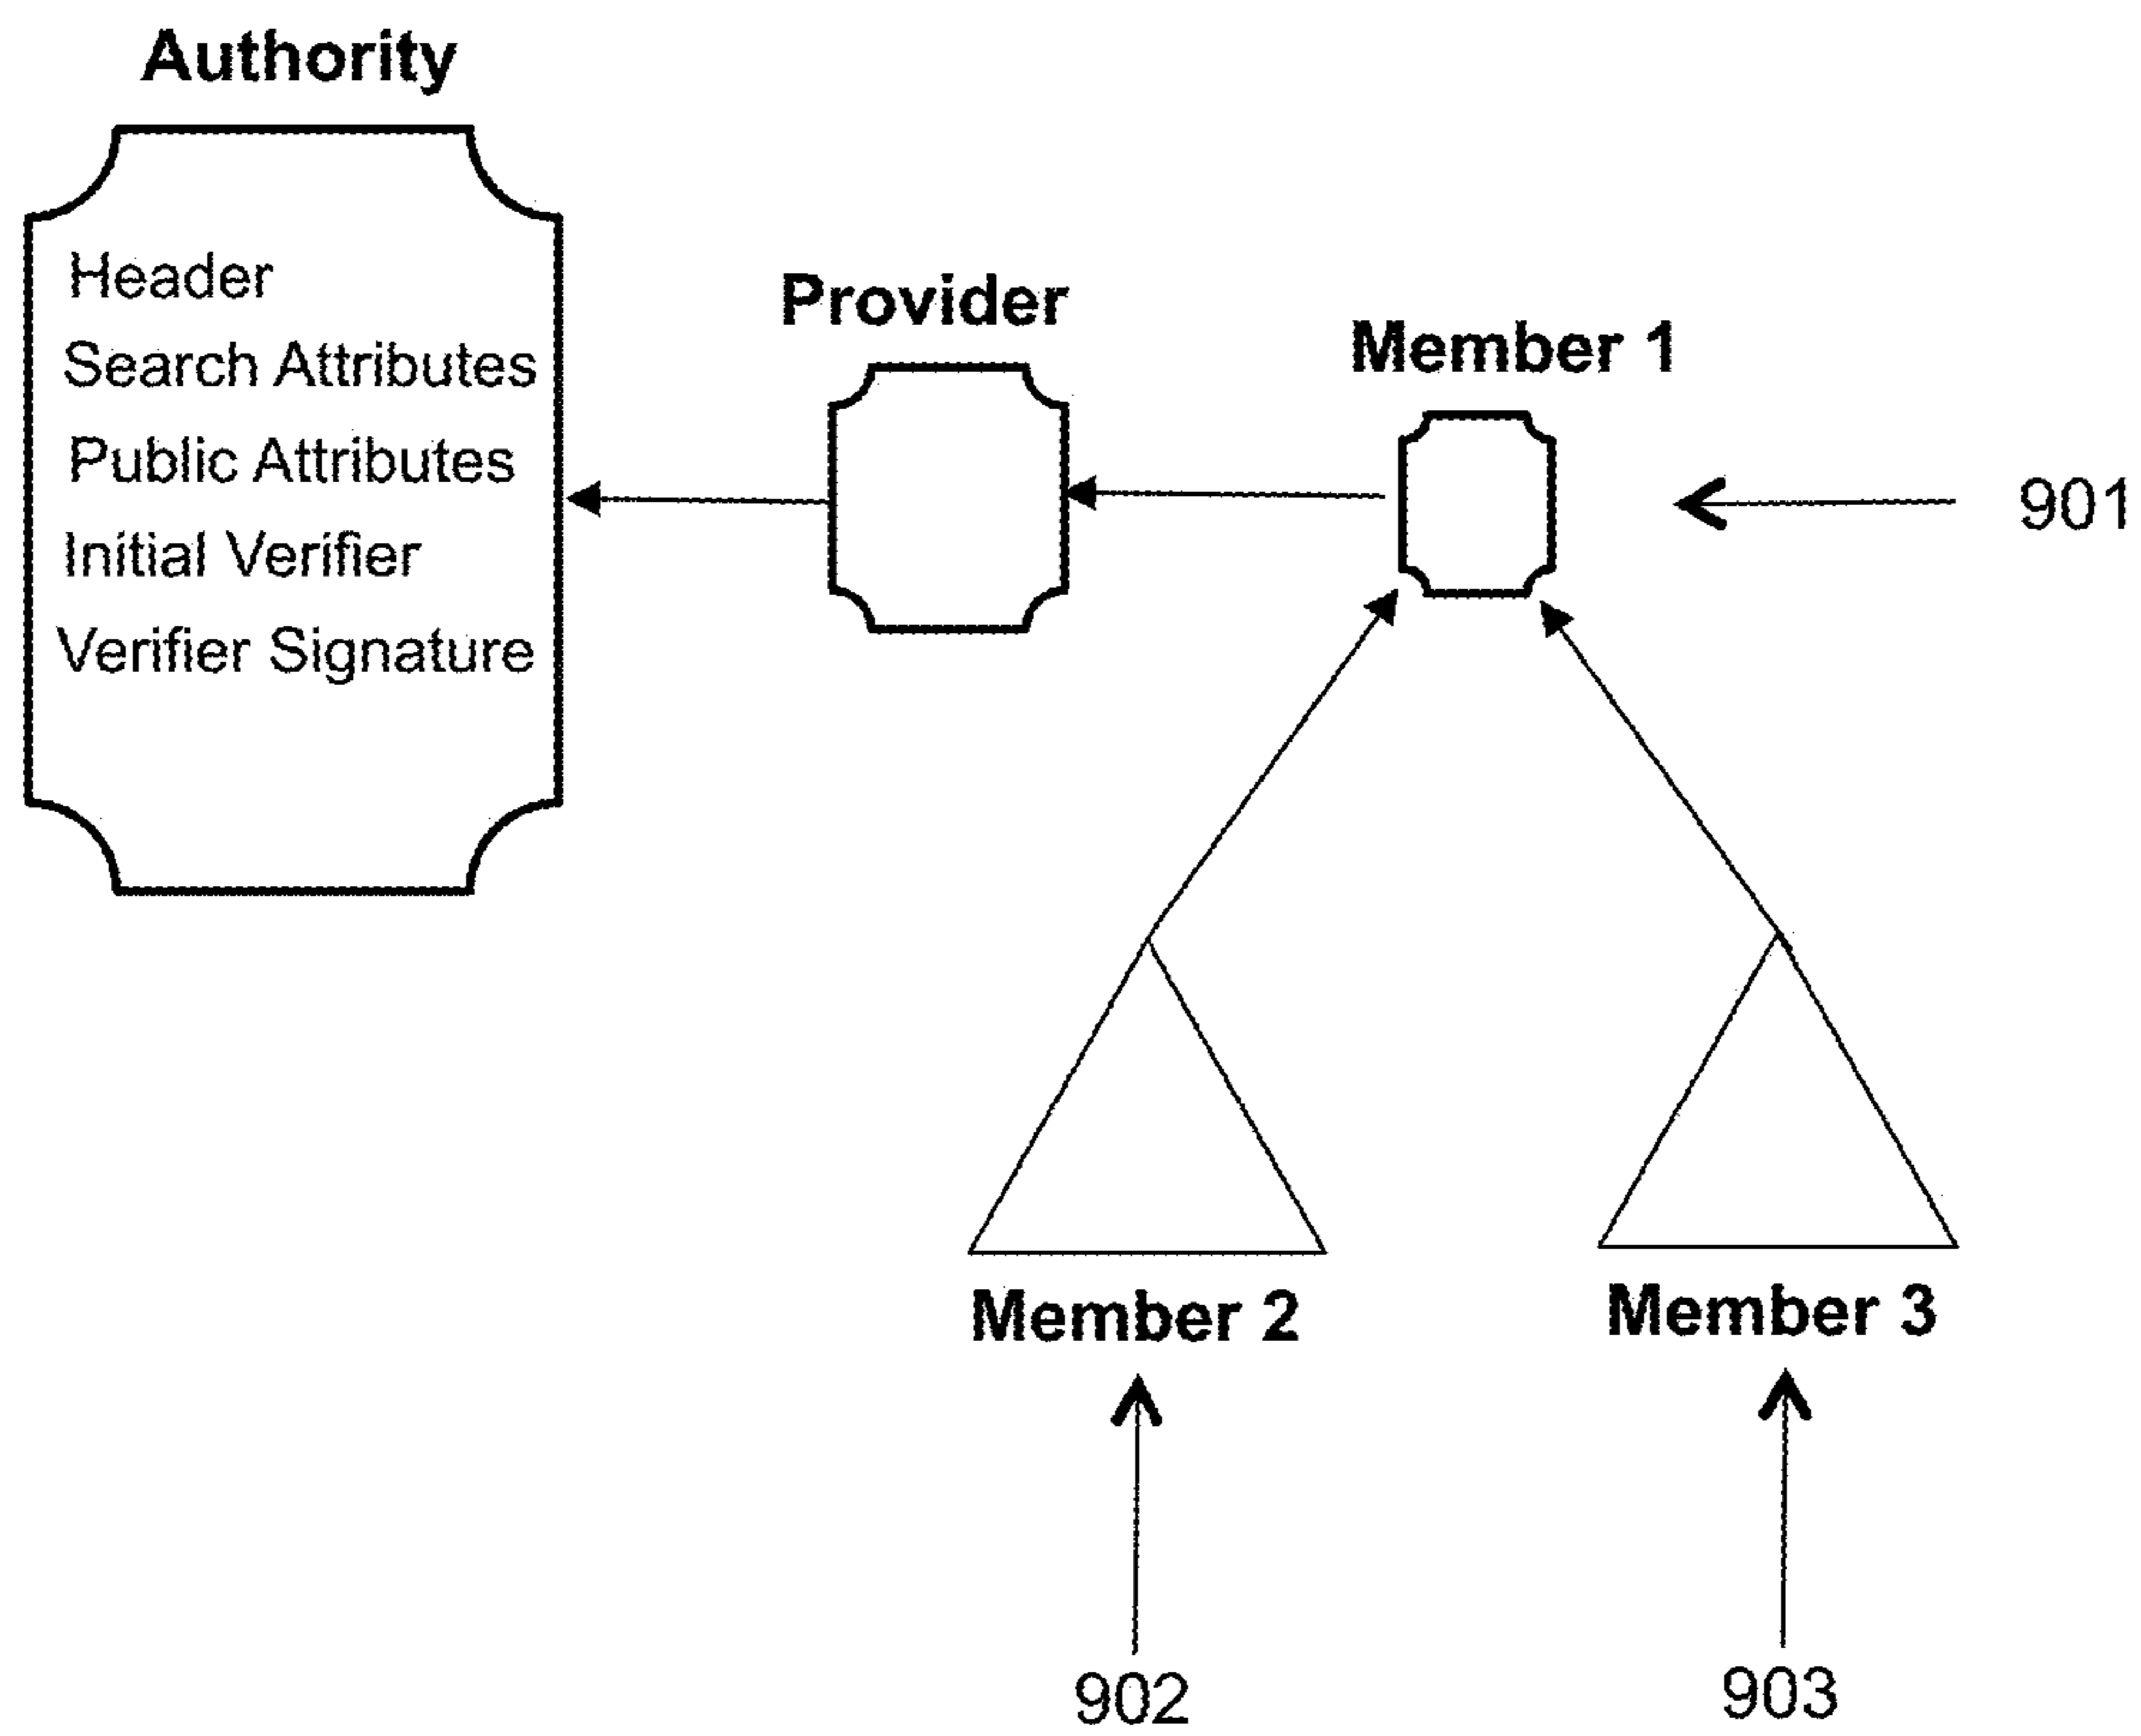 Authority
Header
Search Attributes
Public Attributes
Initial Verifier
Verifier Signature
Provider
Member 1
901
Member 2
Member 3
902
903